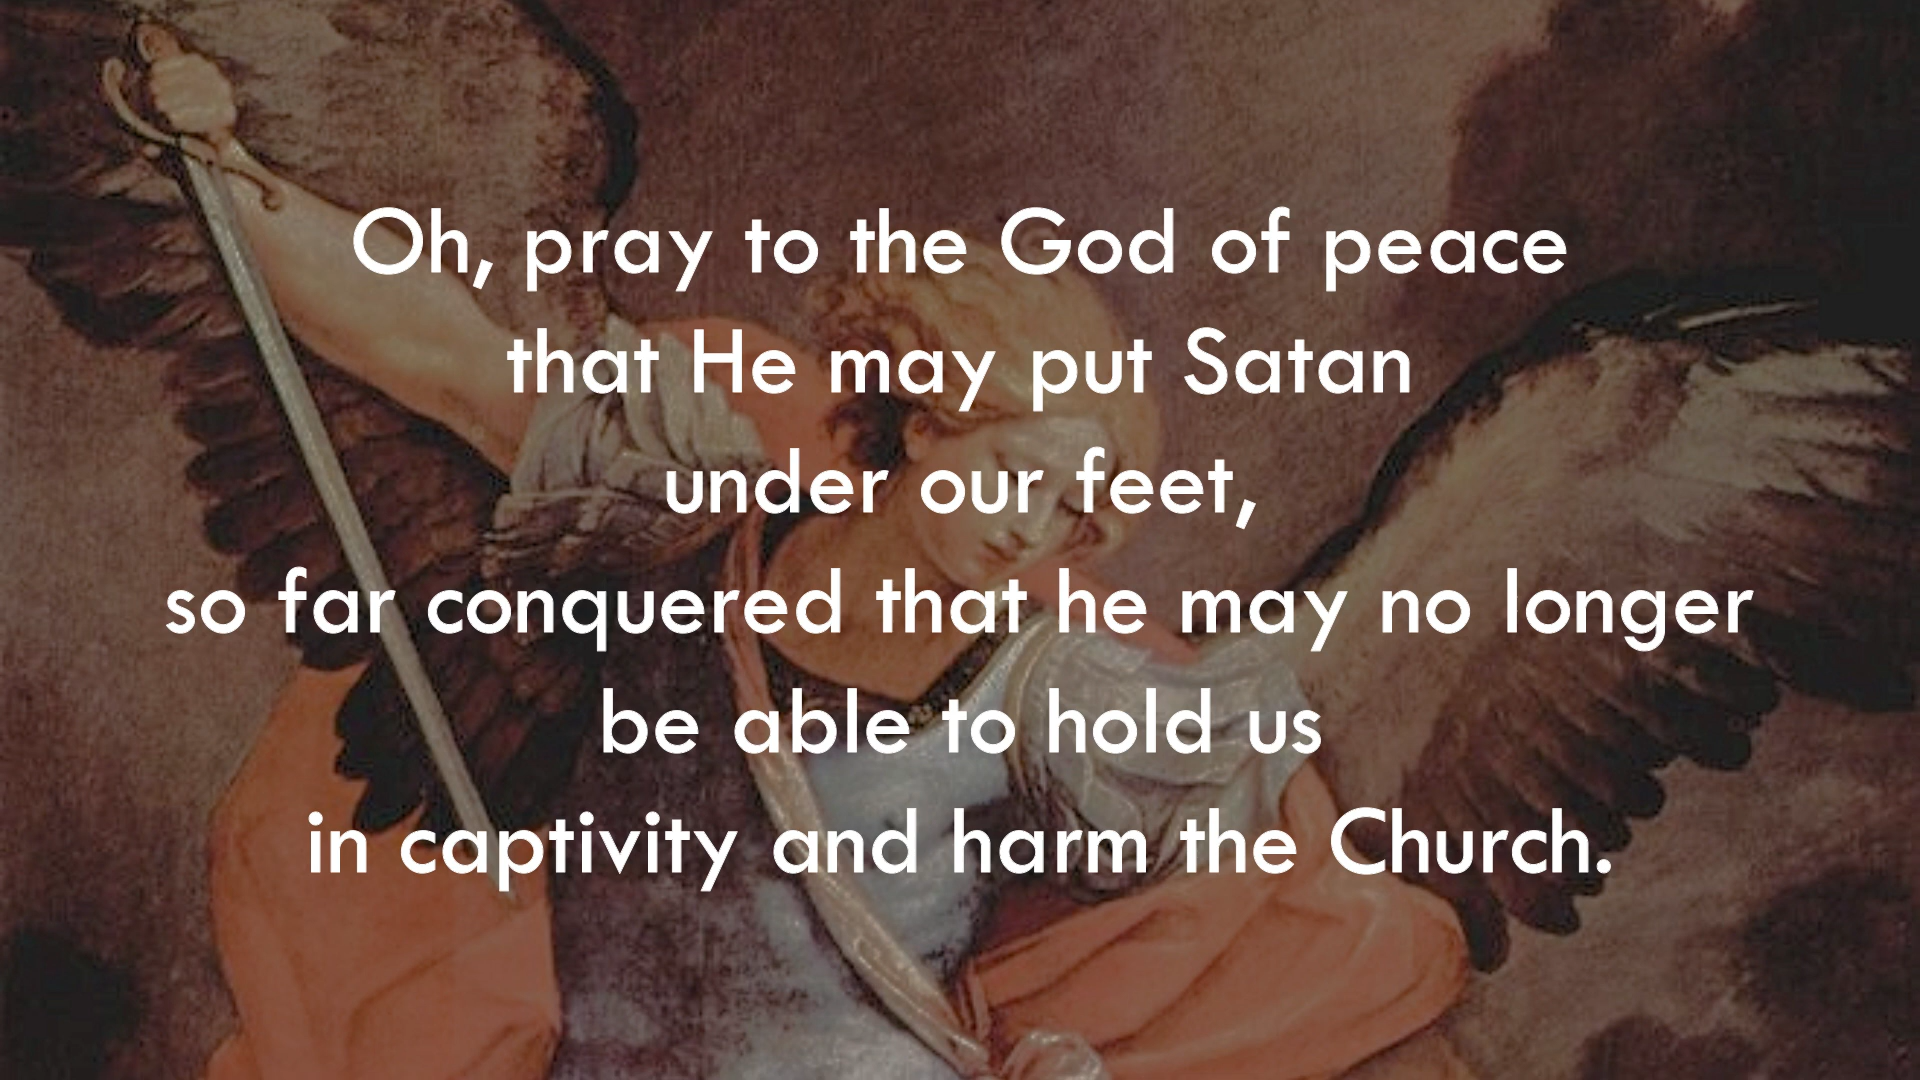 Oh, pray to the God of peace
that He may put Satan
under our feet,
so far conquered that he may no longer
be able to hold us
in captivity and harm the Church.